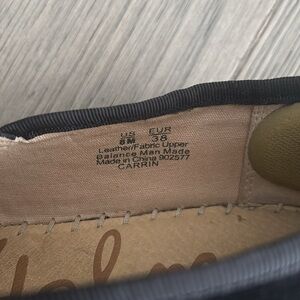 US EUR
8M 38
Leather/Fabric Upper
Balance Man Made
Made in China 902577
CARRIN